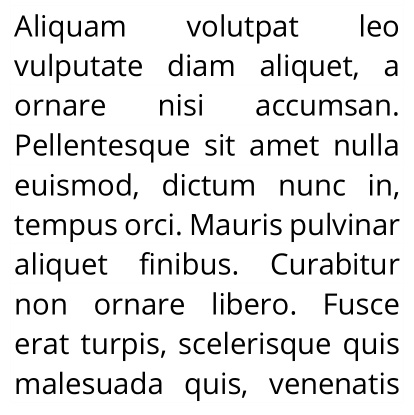 Aliquam volutpat leo
vulputate diam aliquet, a
ornare nisi accumsan.
Pellentesque sit amet nulla
euismod, dictum nunc in,
tempus orci. Mauris pulvinar
aliquet finibus. Curabitur
non ornare libero. Fusce
erat turpis, scelerisque quis
malesuada quis, venenatis